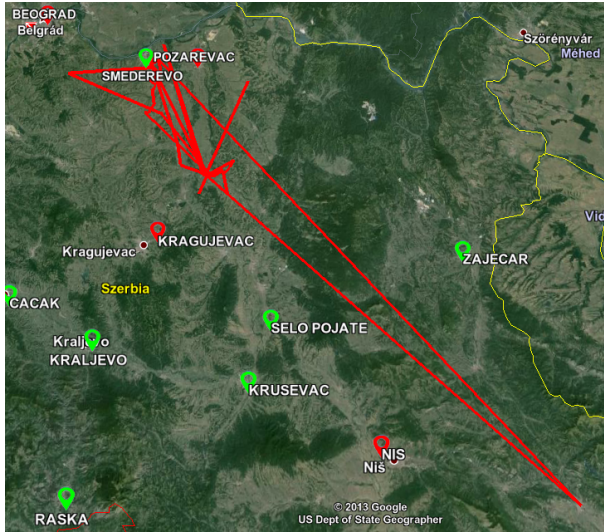 BEOGRAD
Belgrád
Szörényvár
Méhed
POZAREVAC
SMEDEREVO
Vid
KRAGUJEVAC
Kragujevac
ZAJECAR
Szerbia
CACAK
SELO POJATE
Kraljevo
KRALJEVO
KRUSEVAC
NIS
Niš
© 2013 Google
US Dept of State Geographer
RASKA